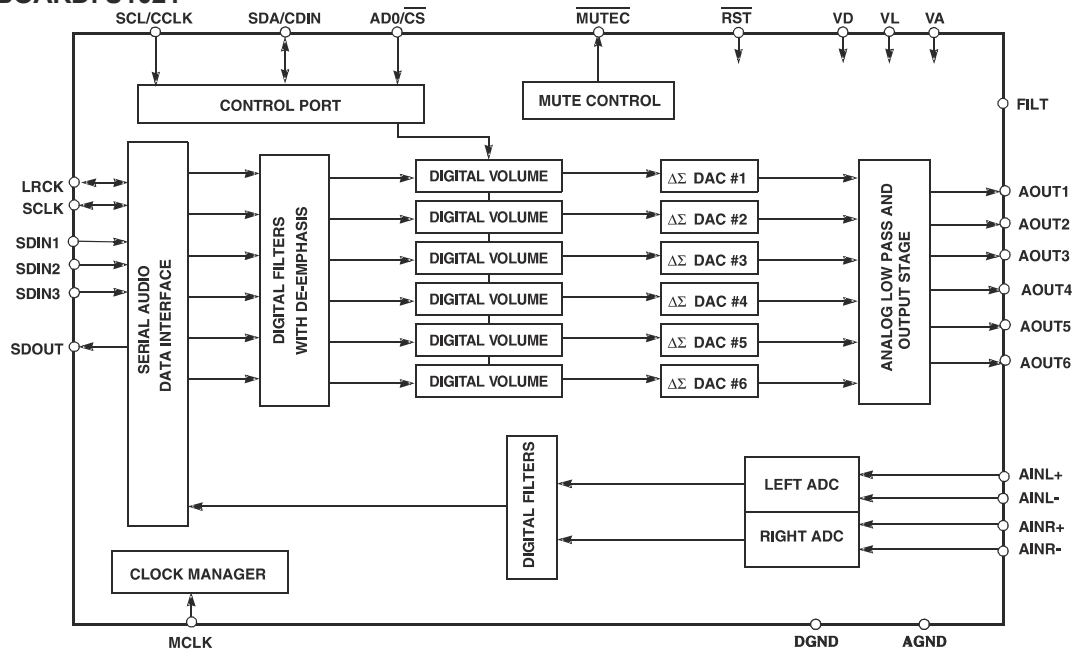 SCL/CCLK SDA/CDIN AD0/CS MUTEC RST VD VL VA
CONTROL PORT
MUTE CONTROL
FILT
LRCK
SCLK
SDIN1
SDIN2
SDIN3
SDOUT
SERIAL AUDIO
DATA INTERFACE
DIGITAL FILTERS
WITH DE-EMPHASIS
DIGITAL VOLUME
DIGITAL VOLUME
DIGITAL VOLUME
DIGITAL VOLUME
DIGITAL VOLUME
DIGITAL VOLUME
ΔΣ DAC #1
ΔΣ DAC #2
ΔΣ DAC #3
ΔΣ DAC #4
ΔΣ DAC #5
ΔΣ DAC #6
ANALOG LOW PASS AND
OUTPUT STAGE
AOUT1
AOUT2
AOUT3
AOUT4
AOUT5
AOUT6
DIGITAL FILTERS
LEFT ADC
RIGHT ADC
AINL+
AINL-
AINR+
AINR-
CLOCK MANAGER
MCLK
DGND
AGND